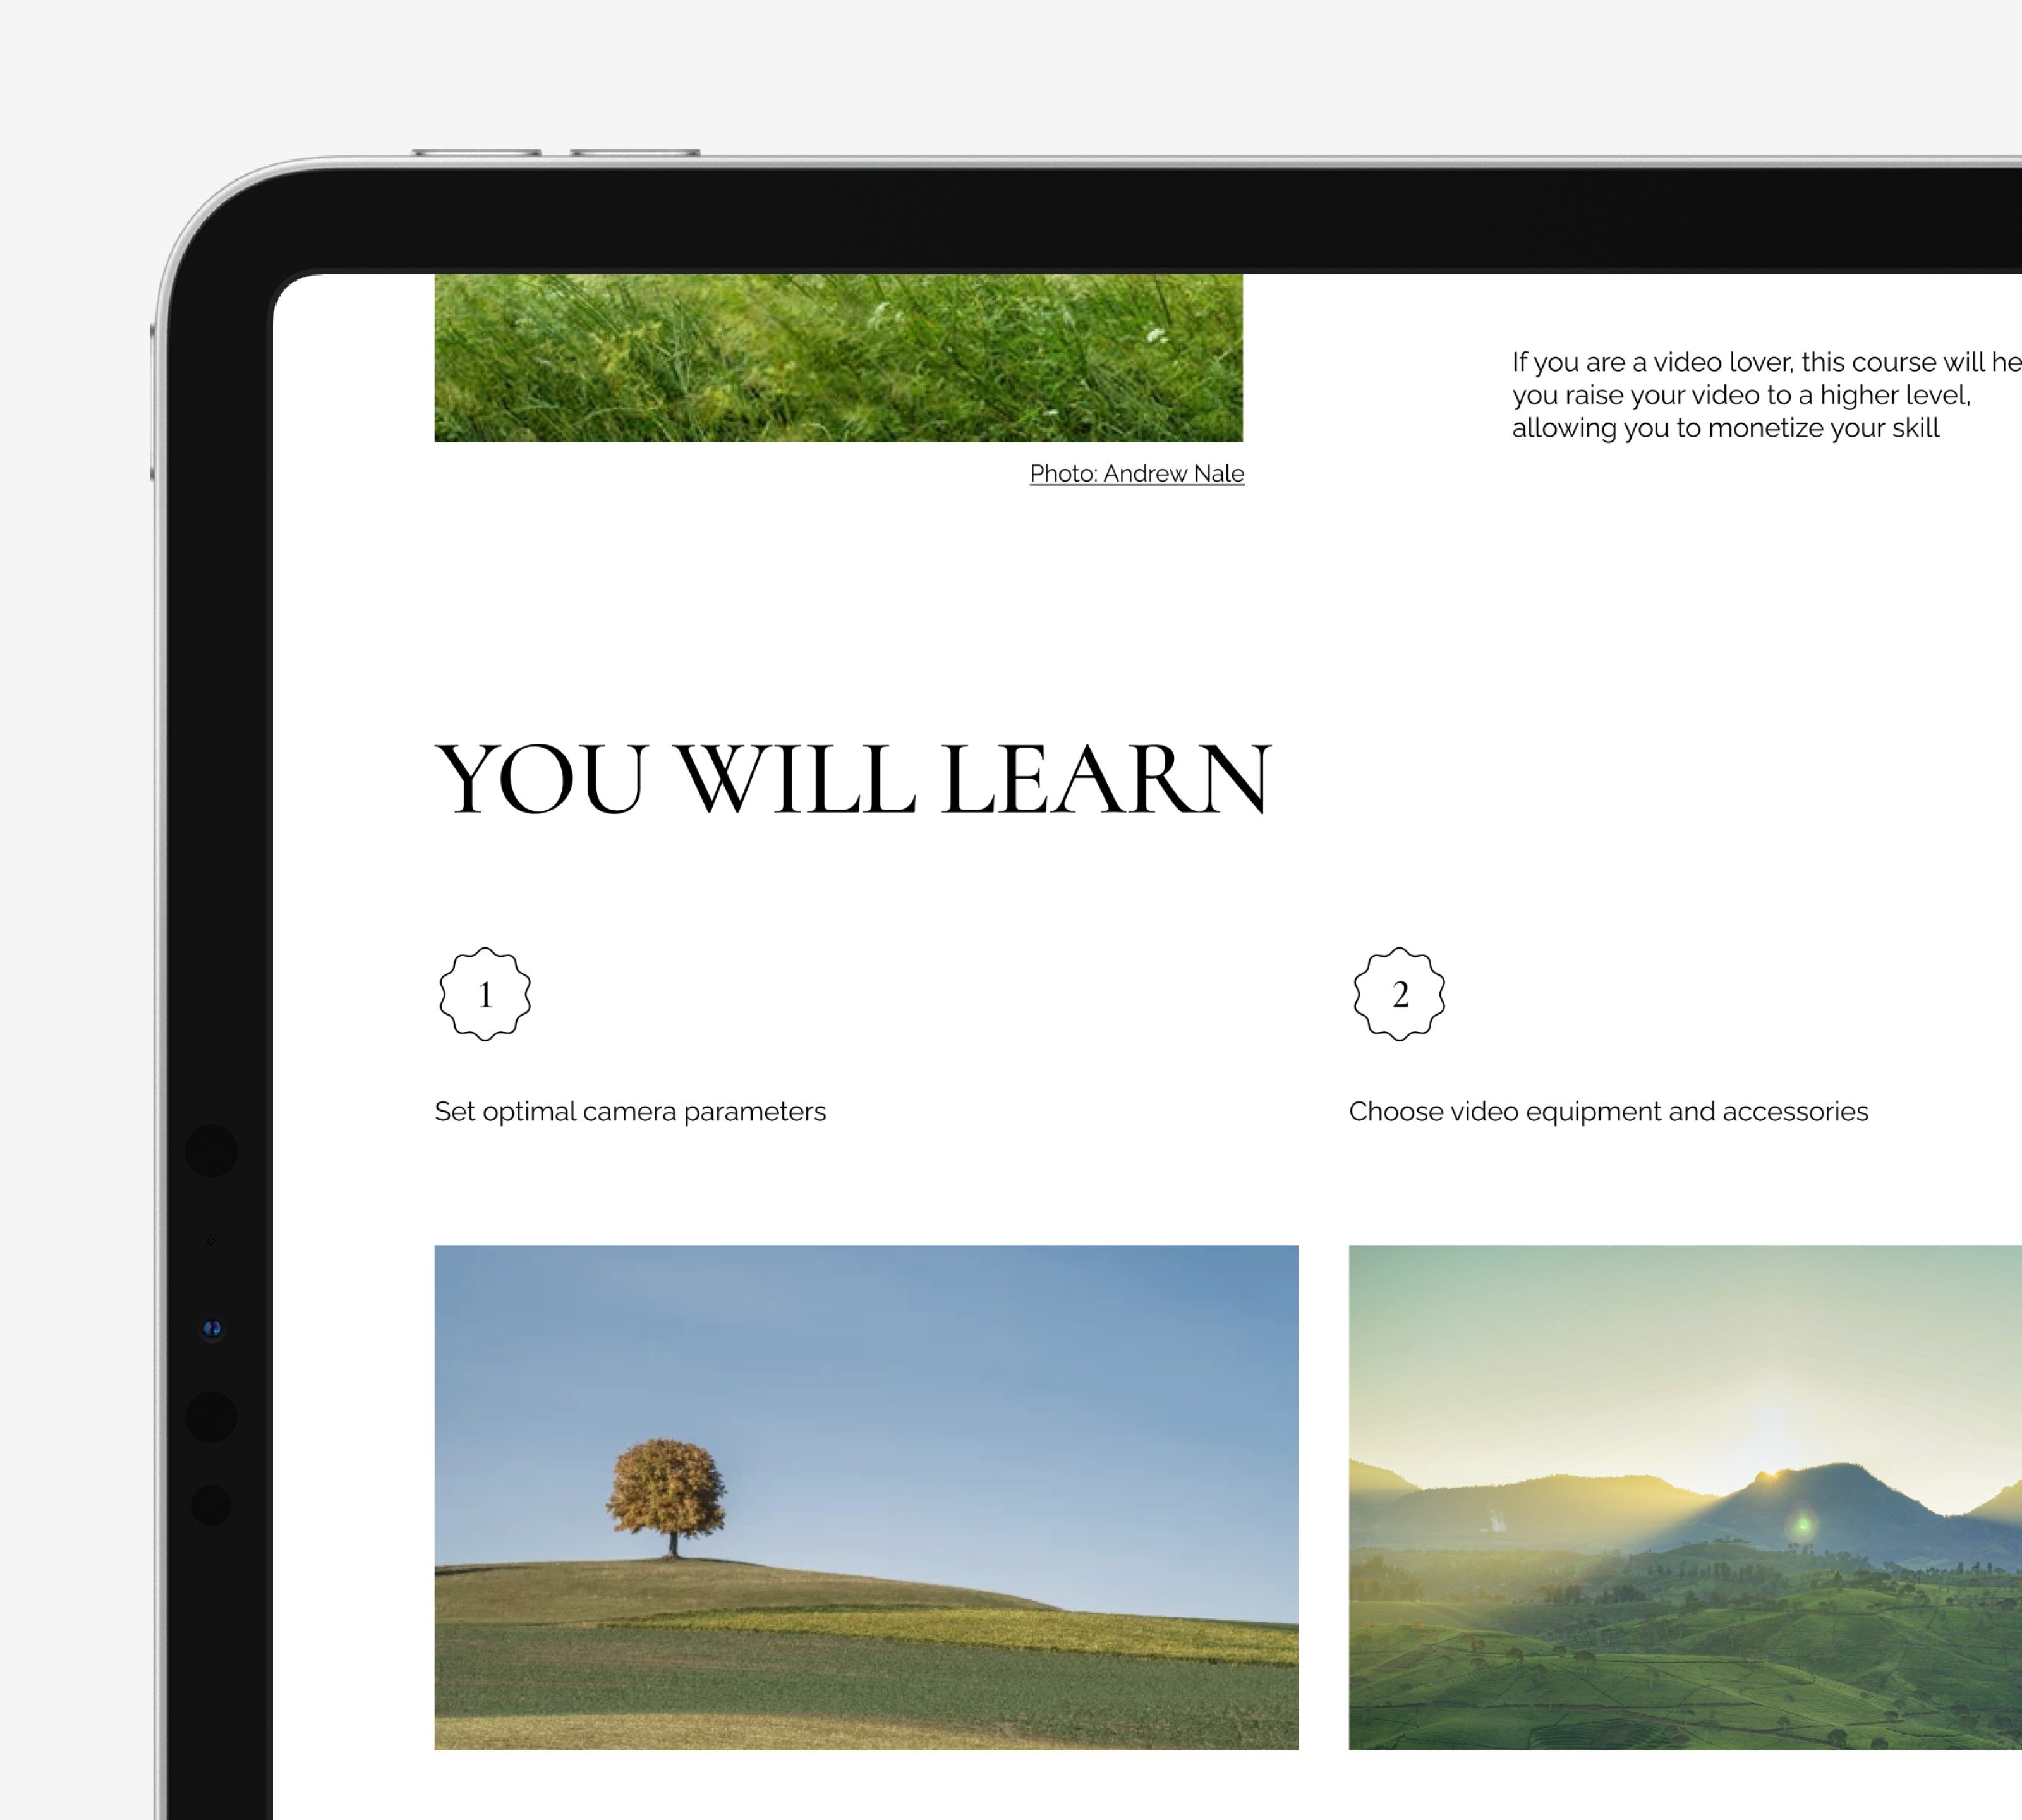 If you are a video lover, this course will
you raise your video to a higher level,
allowing you to monetize your skill
Photo: Andrew Nale
YOU WILL LEARN
1
2
Set optimal camera parameters
Choose video equipment and accessories